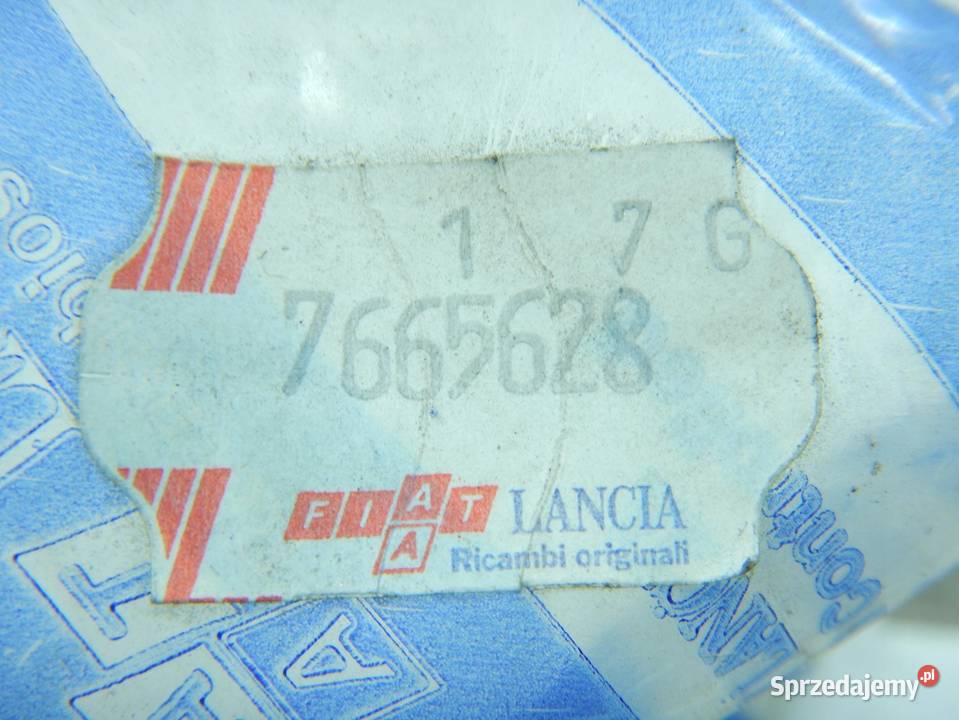 1 7 G
7665628
FIAT LANCIA
A Ricambi originali
Sprzedajemy.pl